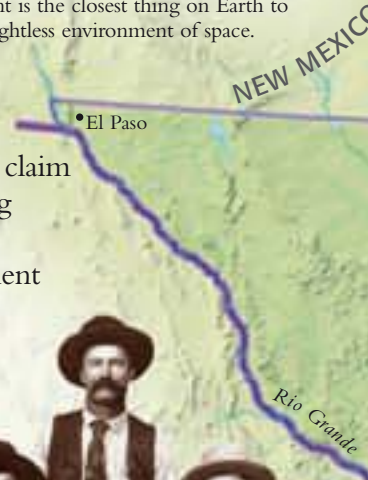 nt is the closest thing on Earth to
ghtless environment of space.
NEW MEXICO
El Paso
claim
g
ent
Rio Grande